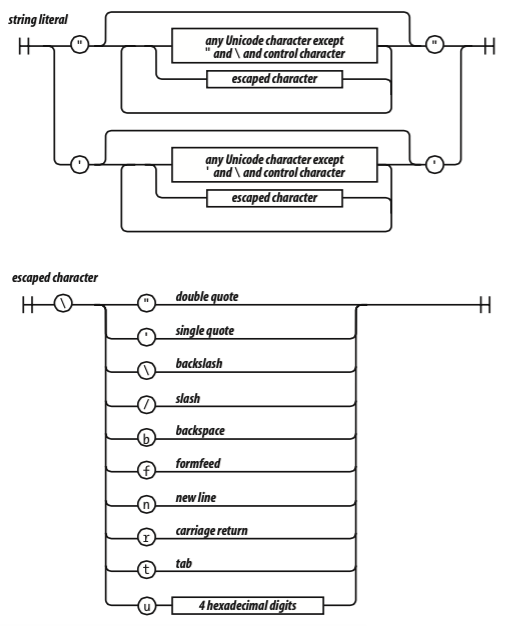 string literal
"
any Unicode character except
" and \ and control character
"
escaped character
'
any Unicode character except
' and \ and control character
'
escaped character
escaped character
\
" double quote
' single quote
\ backslash
/ slash
b backspace
f formfeed
n new line
r carriage return
t tab
u 4 hexadecimal digits